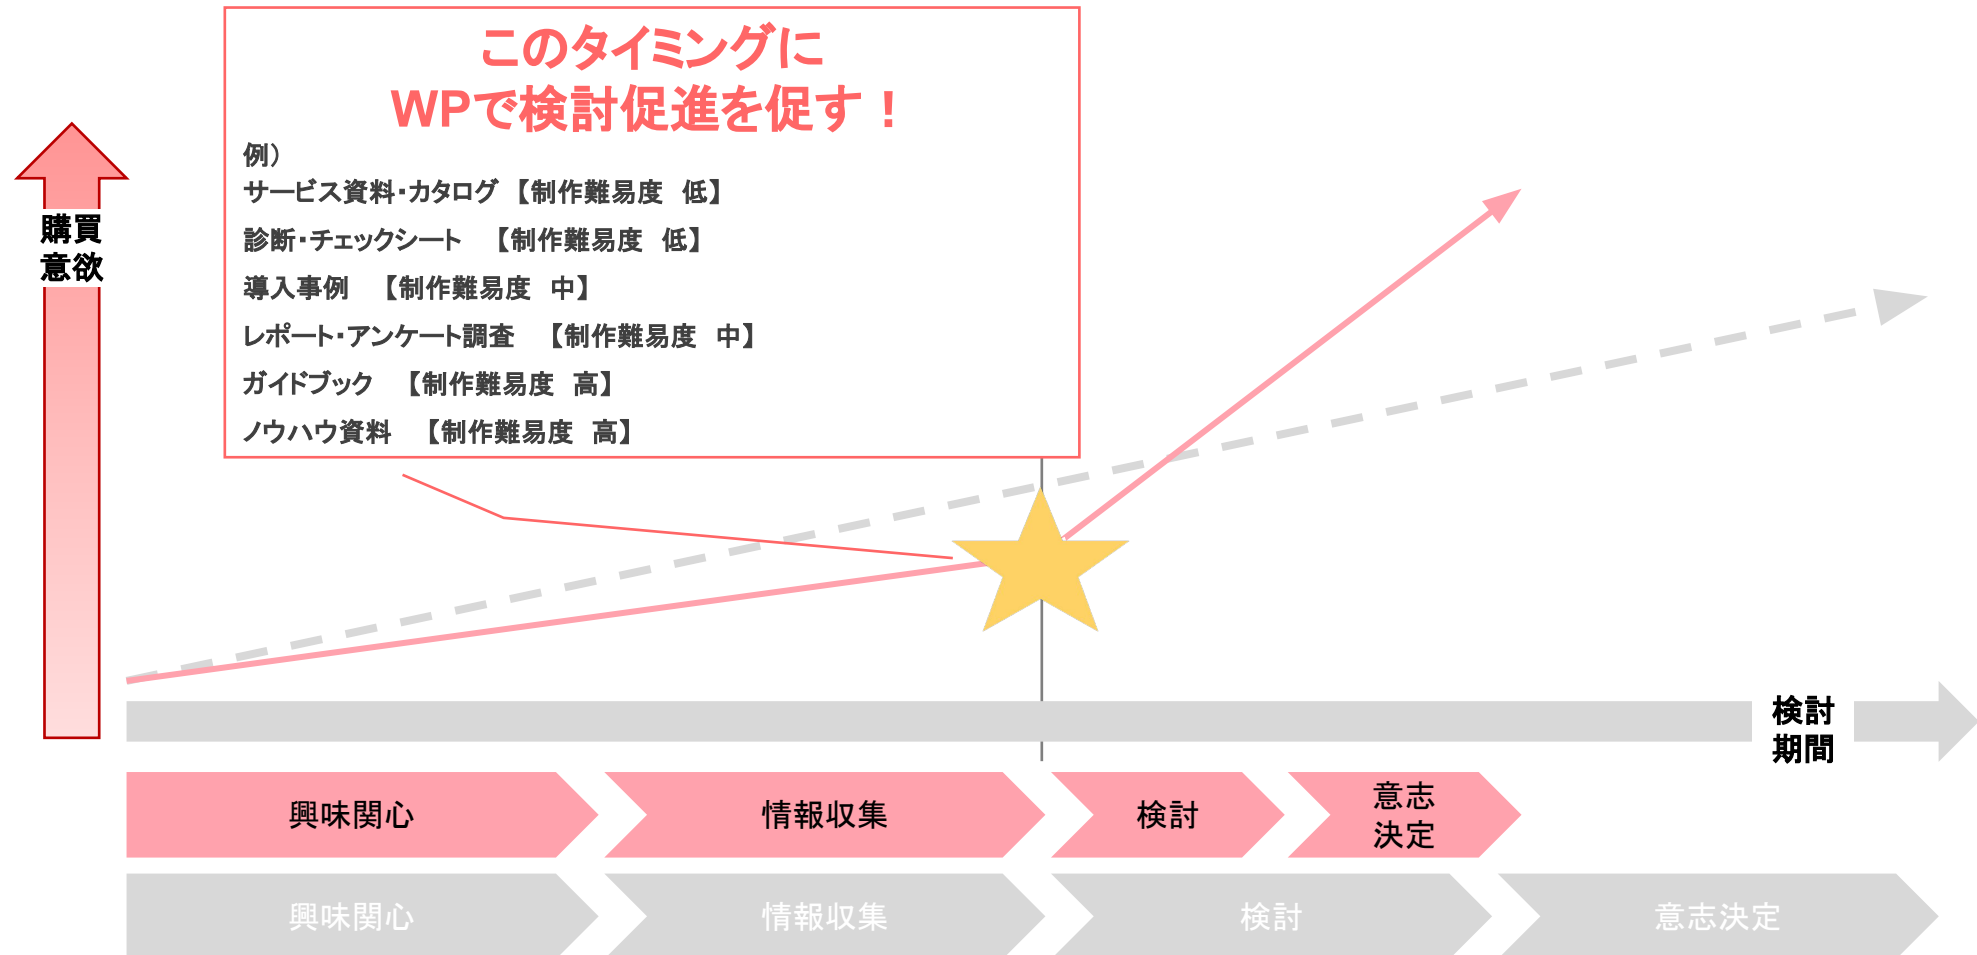 このタイミングに
WPで検討促進を促す！
例）
サービス資料・カタログ 【制作難易度 低】
診断・チェックシート 【制作難易度 低】
導入事例 【制作難易度 中】
レポート・アンケート調査 【制作難易度 中】
ガイドブック 【制作難易度 高】
ノウハウ資料 【制作難易度 高】
購買
意欲
検討
期間
興味関心
情報収集
検討
意志
決定
興味関心
情報収集
検討
意志決定